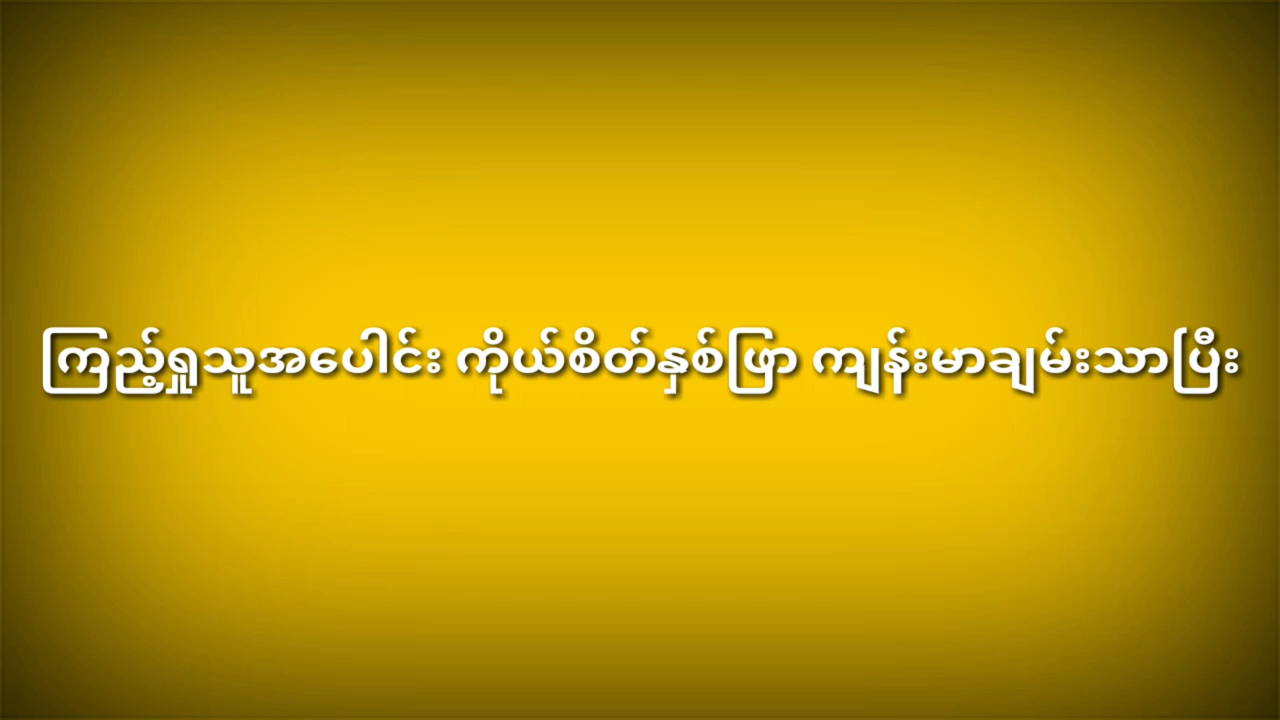 ကြည့်ရှုသူအပေါင်း ကိုယ်စိတ်နှစ်ဖြာ ကျန်းမာချမ်းသာပြီး